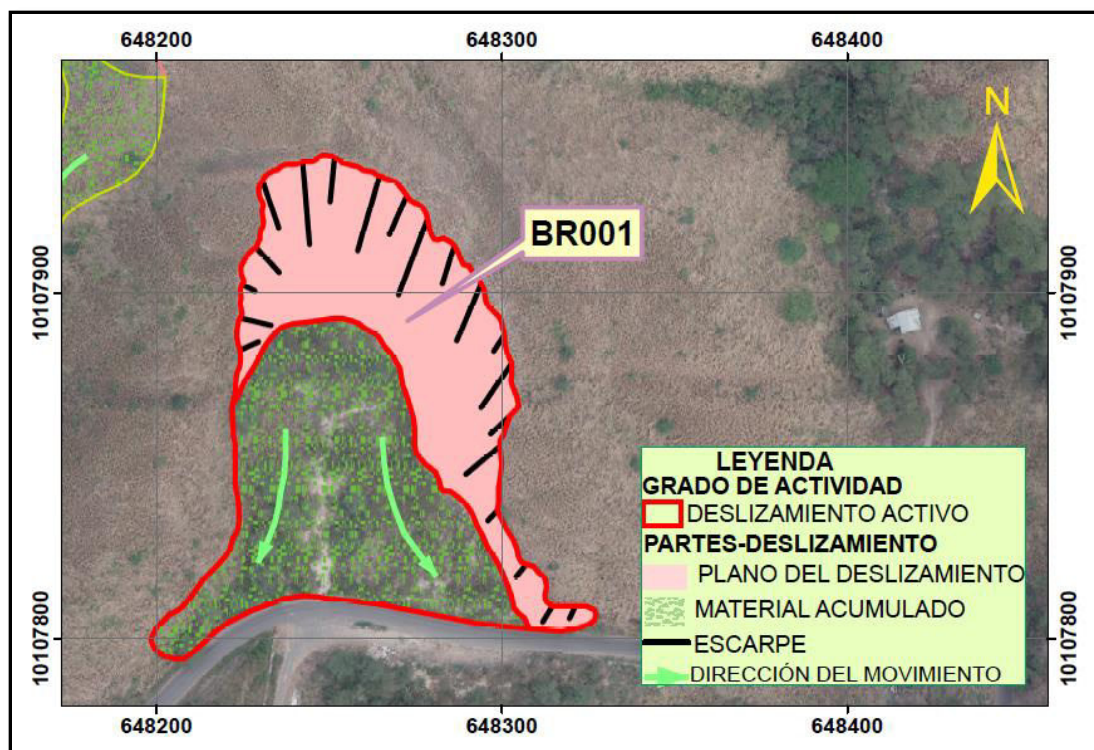 648200 648300 648400
N
BR001
10107900 10107900
LEYENDA
GRADO DE ACTIVIDAD
DESLIZAMIENTO ACTIVO
PARTES-DESLIZAMIENTO
PLANO DEL DESLIZAMIENTO
MATERIAL ACUMULADO
ESCARPE
DIRECCIÓN DEL MOVIMIENTO
10107800 10107800
648200 648300 648400